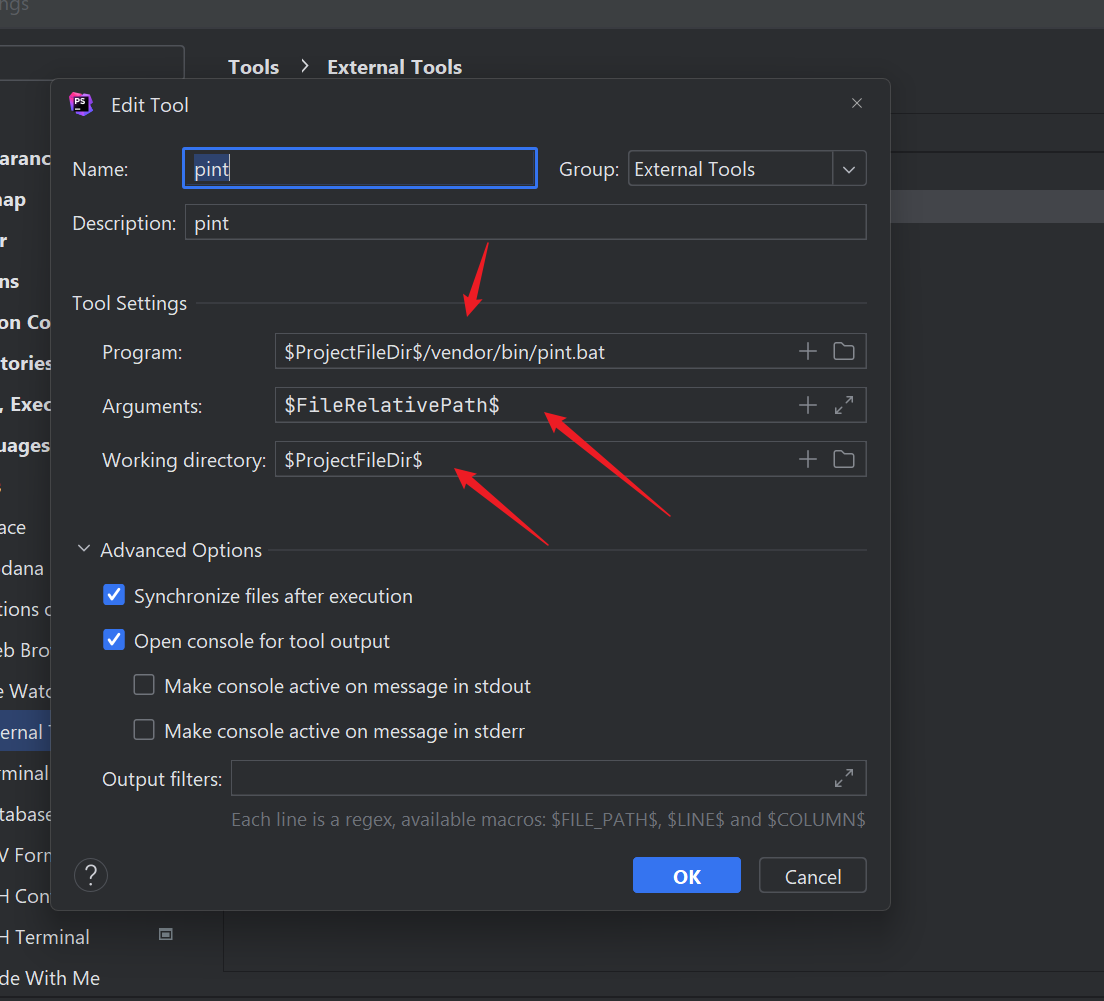 ngs
Tools > External Tools
PS
Edit Tool
Name: pint Group: External Tools
Description: pint
Tool Settings
Program: $ProjectFileDir$/vendor/bin/pint.bat
Arguments: $FileRelativePath$
Working directory: $ProjectFileDir$
Advanced Options
Synchronize files after execution
Open console for tool output
Make console active on message in stdout
Make console active on message in stderr
Output filters:
Each line is a regex, available macros: $FILE_PATH$, $LINE$ and $COLUMN$
? OK Cancel
aranc
ap
r
ns
on Co
tories
, Exec
uages
ace
dana
tions
eb Bro
e Watc
ernal
rminal
tabase
V Form
H Con
H Terminal
de With Me